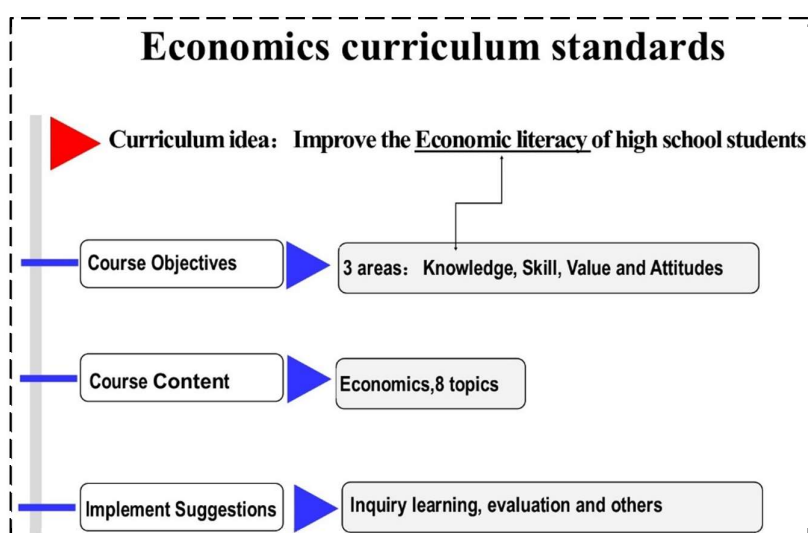 Economics curriculum standards
Curriculum idea: Improve the Economic literacy of high school students
Course Objectives
3 areas: Knowledge, Skill, Value and Attitudes
Course Content
Economics,8 topics
Implement Suggestions
Inquiry learning, evaluation and others